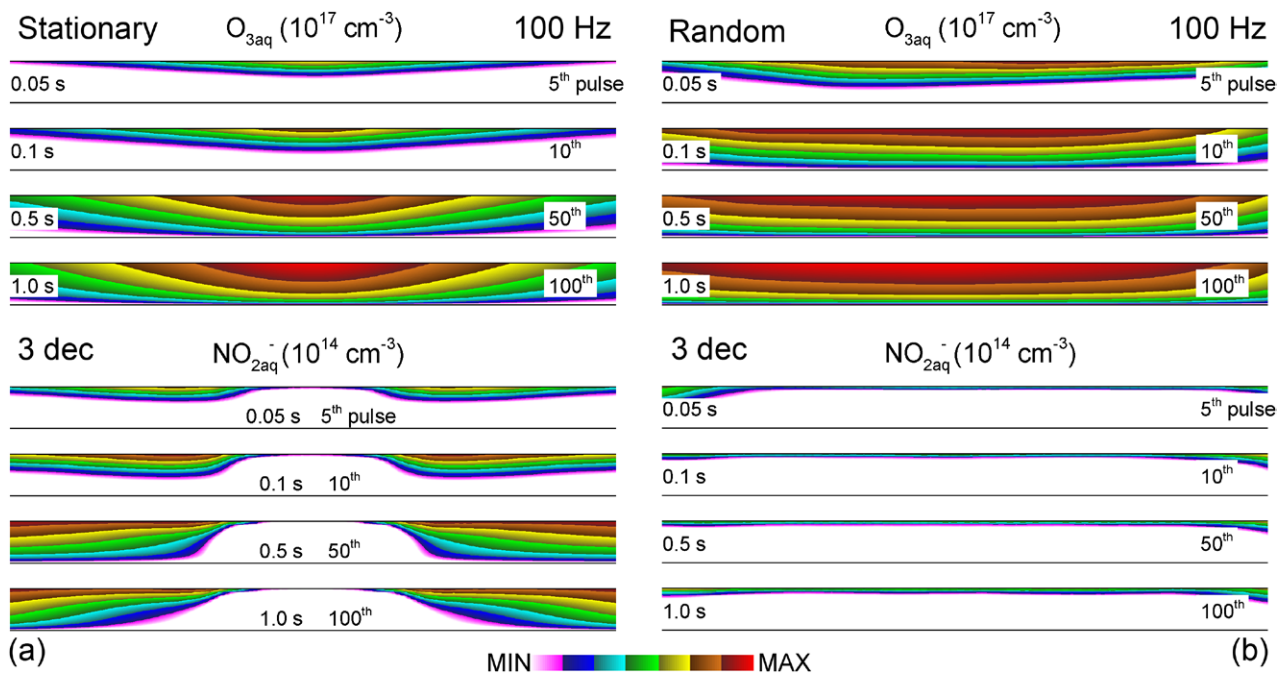 Stationary O3aq (10^17 cm^-3) 100 Hz
0.05 s 5th pulse
0.1 s 10th
0.5 s 50th
1.0 s 100th
3 dec NO2aq^- (10^14 cm^-3)
0.05 s 5th pulse
0.1 s 10th
0.5 s 50th
1.0 s 100th
(a)
Random O3aq (10^17 cm^-3) 100 Hz
0.05 s 5th pulse
0.1 s 10th
0.5 s 50th
1.0 s 100th
3 dec NO2aq^- (10^14 cm^-3)
0.05 s 5th pulse
0.1 s 10th
0.5 s 50th
1.0 s 100th
(b)
MIN MAX